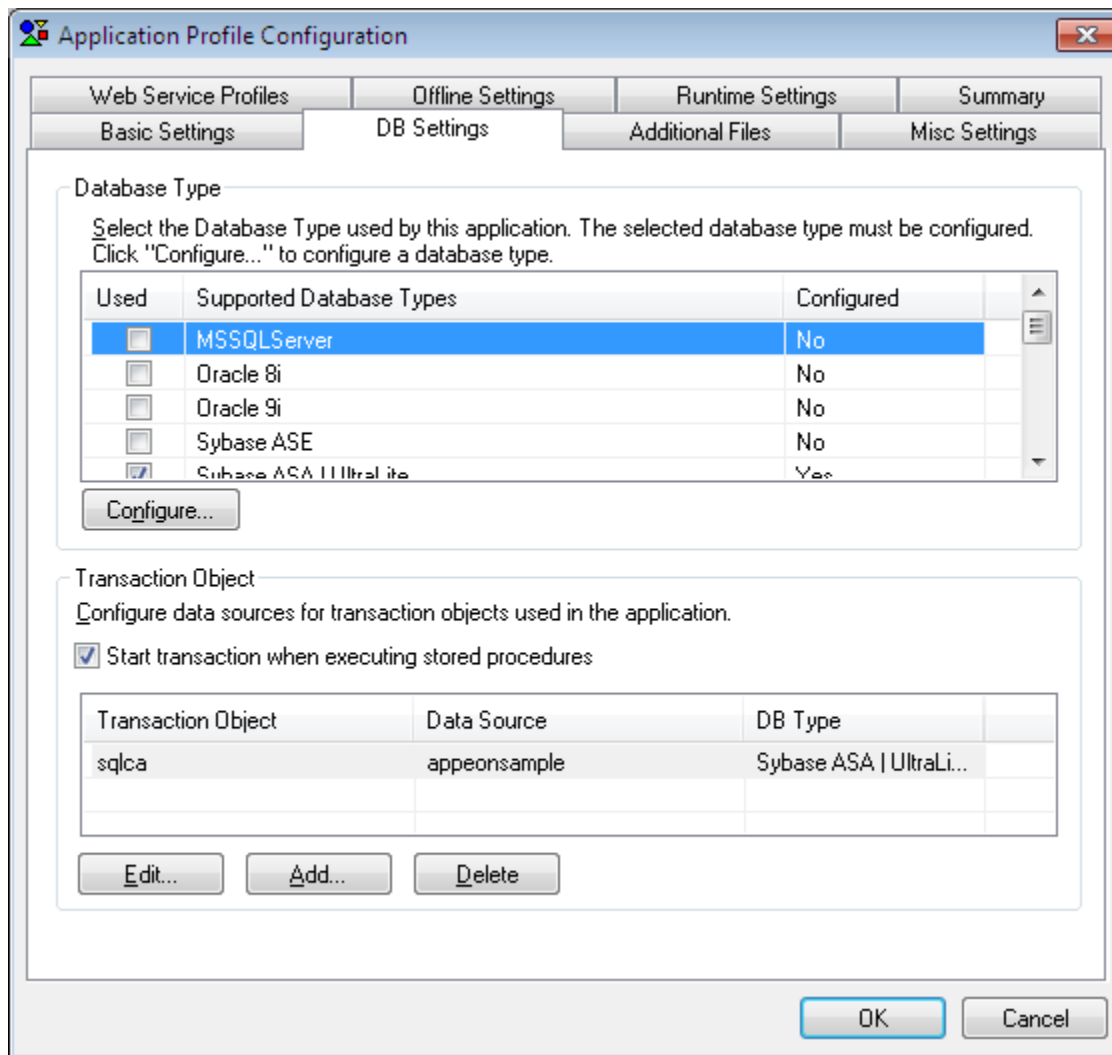 Application Profile Configuration
Web Service Profiles Offline Settings Runtime Settings Summary
Basic Settings DB Settings Additional Files Misc Settings
Database Type
Select the Database Type used by this application. The selected database type must be configured.
Click "Configure..." to configure a database type.
Used Supported Database Types Configured
MSSQLServer No
Oracle 8i No
Oracle 9i No
Sybase ASE No
Sybase ASA | UltraLite Yes
Configure...
Transaction Object
Configure data sources for transaction objects used in the application.
Start transaction when executing stored procedures
Transaction Object Data Source DB Type
sqlca appeonsample Sybase ASA | UltraLi...
Edit... Add... Delete
OK Cancel